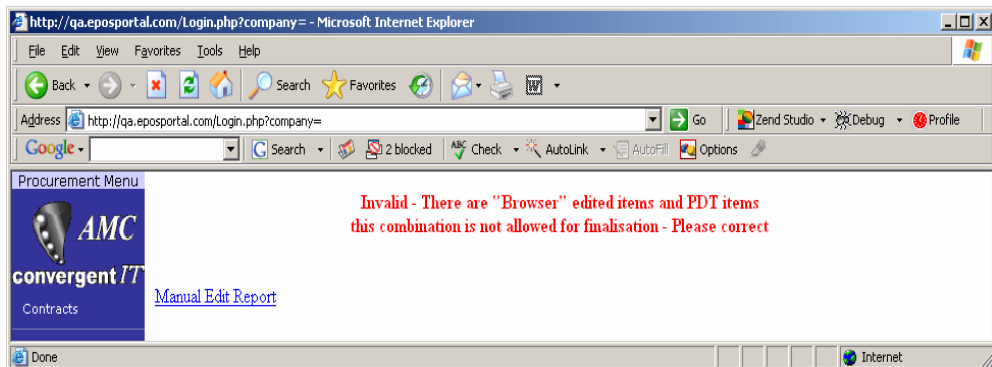 http://qa.eposportal.com/Login.php?company= - Microsoft Internet Explorer
File Edit View Favorites Tools Help
Back Search Favorites
Address http://qa.eposportal.com/Login.php?company= Go Zend Studio Debug Profile
Google Search 2 blocked ABC Check AutoLink AutoFill Options
Procurement Menu
Invalid - There are "Browser" edited items and PDT items
this combination is not allowed for finalisation - Please correct
AMC
convergent IT
Manual Edit Report
Contracts
Done Internet